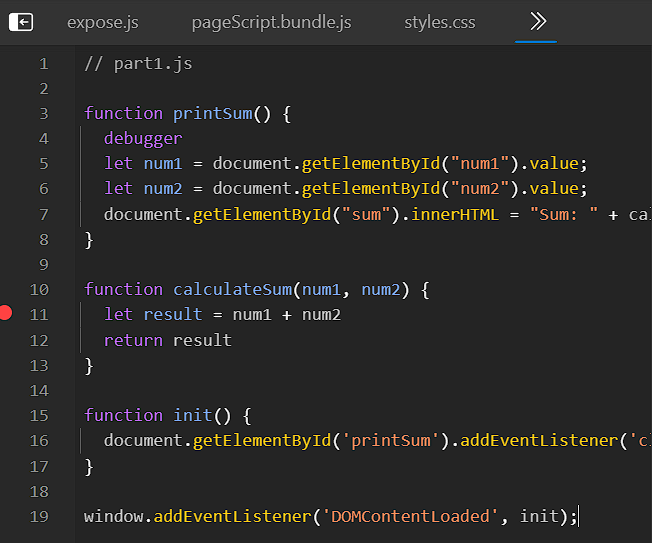 expose.js pageScript.bundle.js styles.css
1 // part1.js
2
3 function printSum() {
4 debugger
5 let num1 = document.getElementById("num1").value;
6 let num2 = document.getElementById("num2").value;
7 document.getElementById("sum").innerHTML = "Sum: " + cal
8 }
9
10 function calculateSum(num1, num2) {
11 let result = num1 + num2
12 return result
13 }
14
15 function init() {
16 document.getElementById('printSum').addEventListener('cl
17 }
18
19 window.addEventListener('DOMContentLoaded', init);